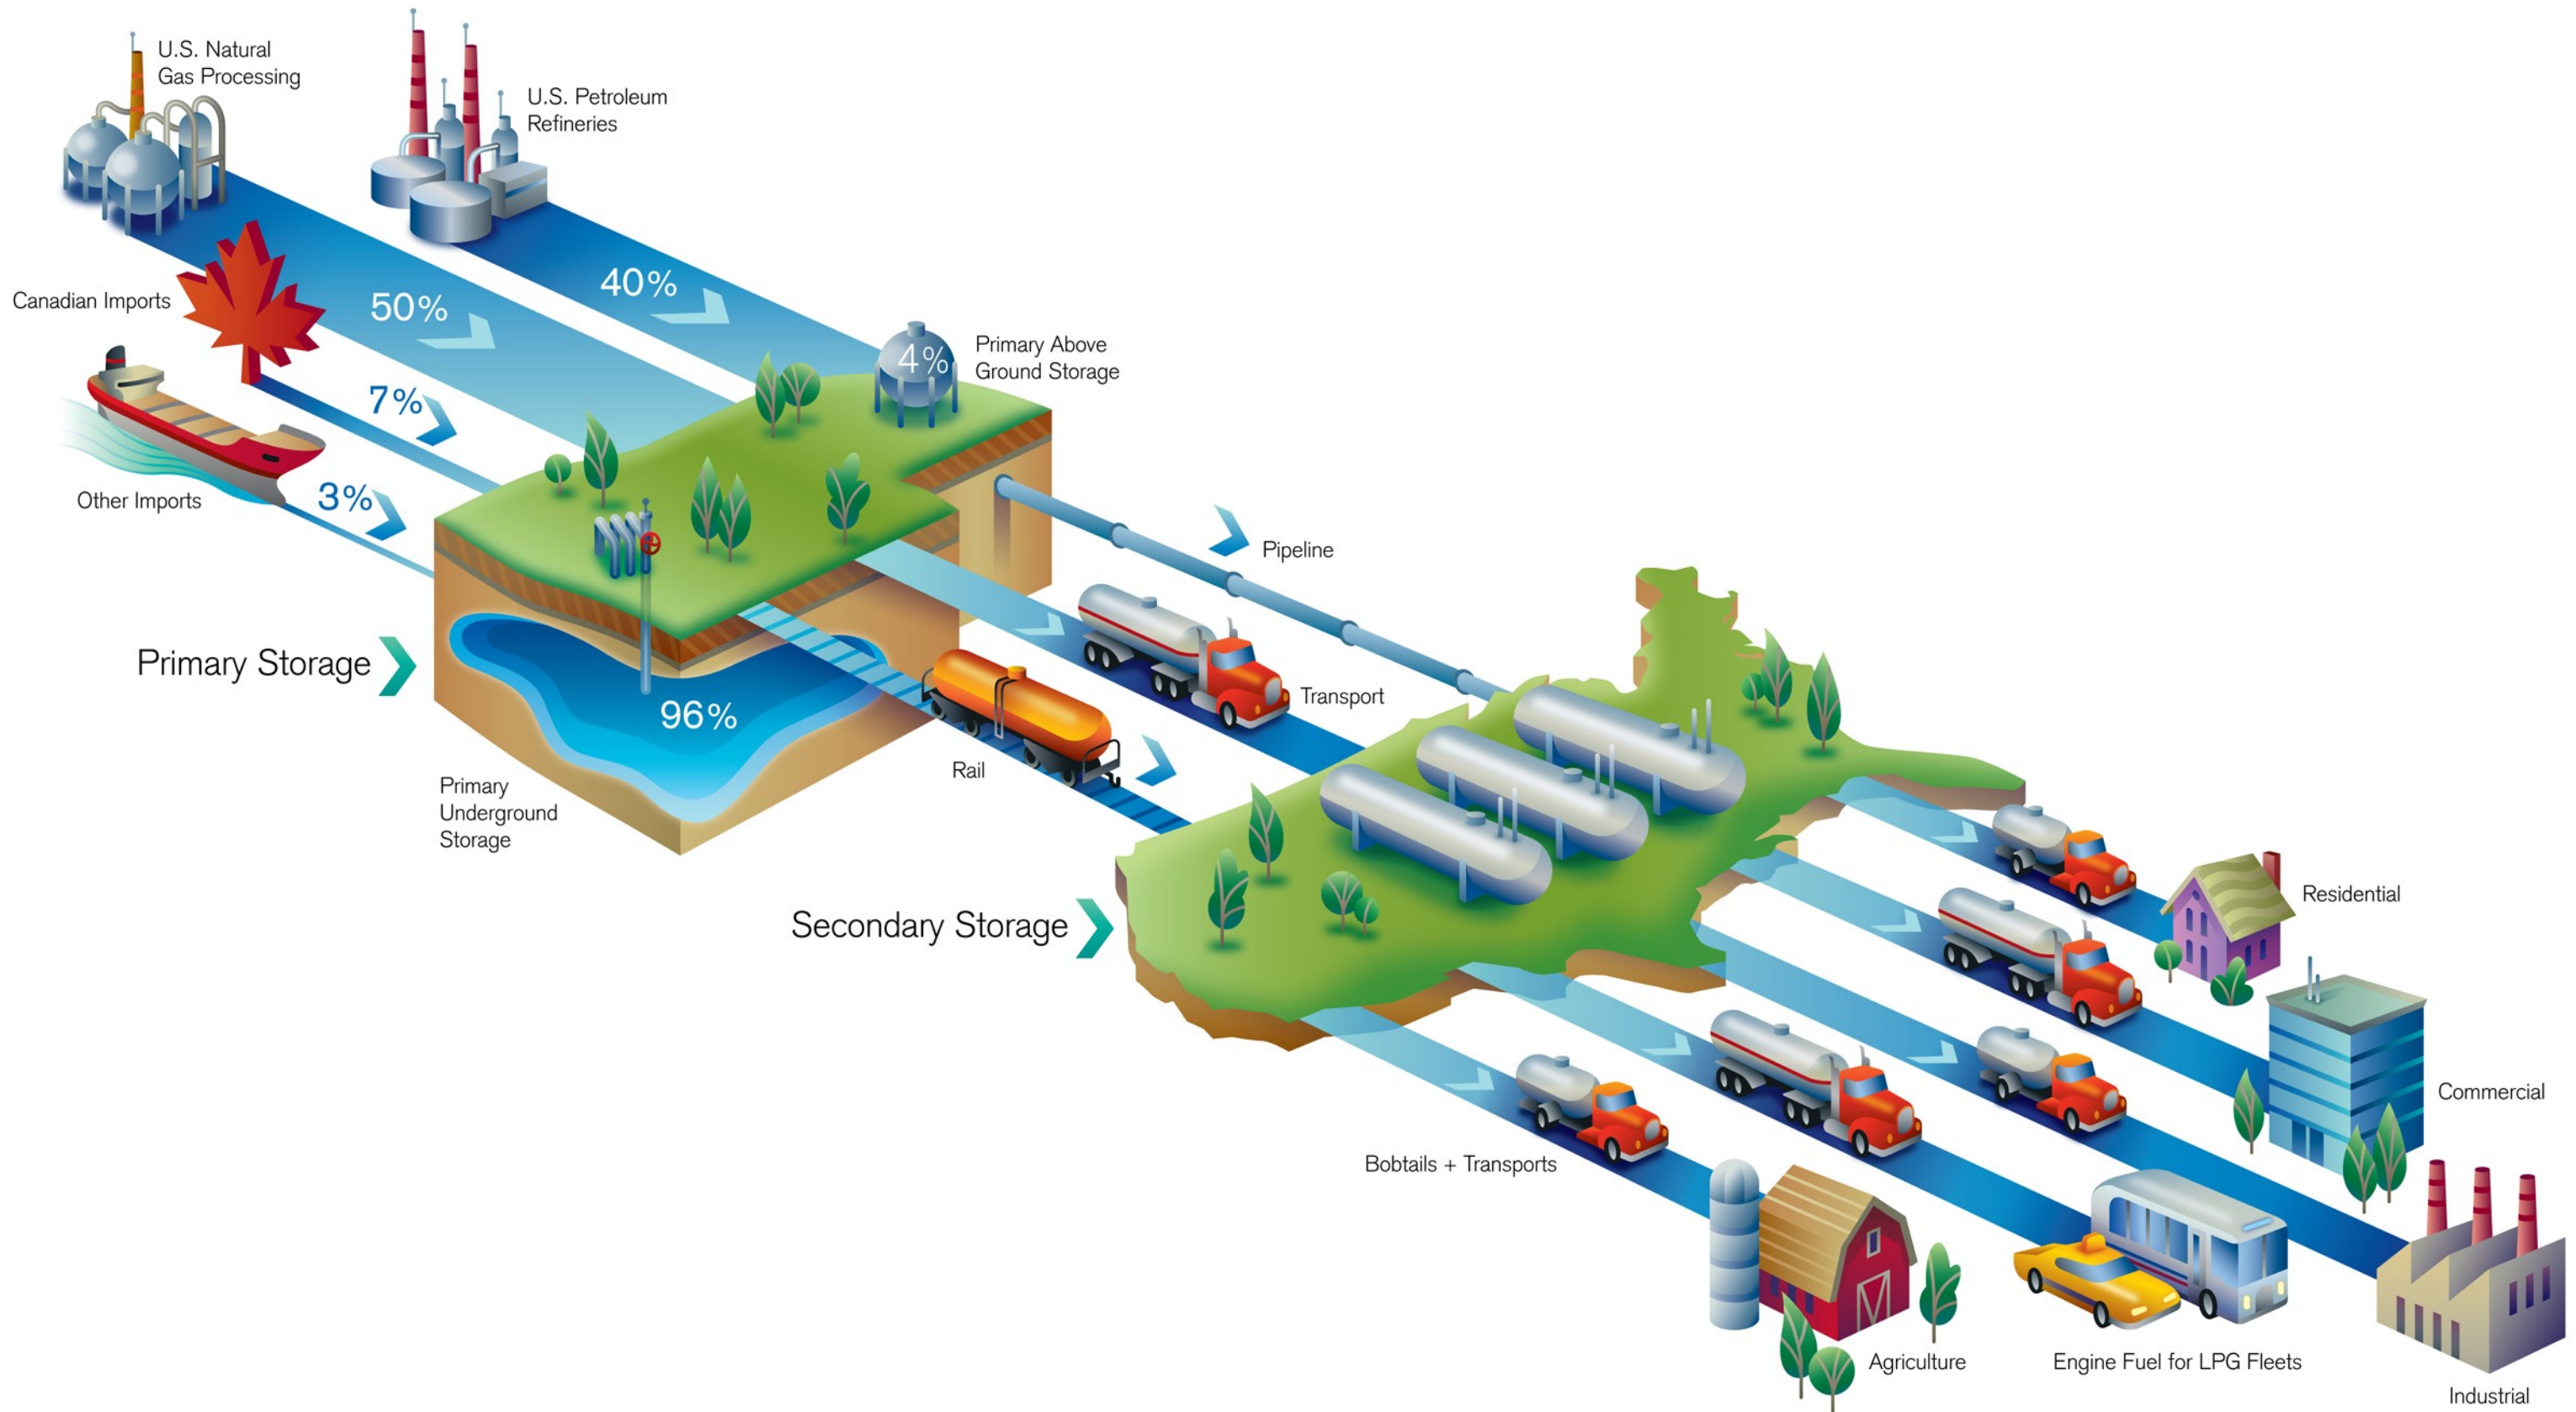 U.S. Natural
Gas Processing
U.S. Petroleum
Refineries
Canadian Imports
50%
40%
7%
Other Imports
3%
4%
Primary Above
Ground Storage
Pipeline
Primary Storage
96%
Transport
Rail
Primary
Underground
Storage
Secondary Storage
Residential
Commercial
Bobtails + Transports
Agriculture
Engine Fuel for LPG Fleets
Industrial